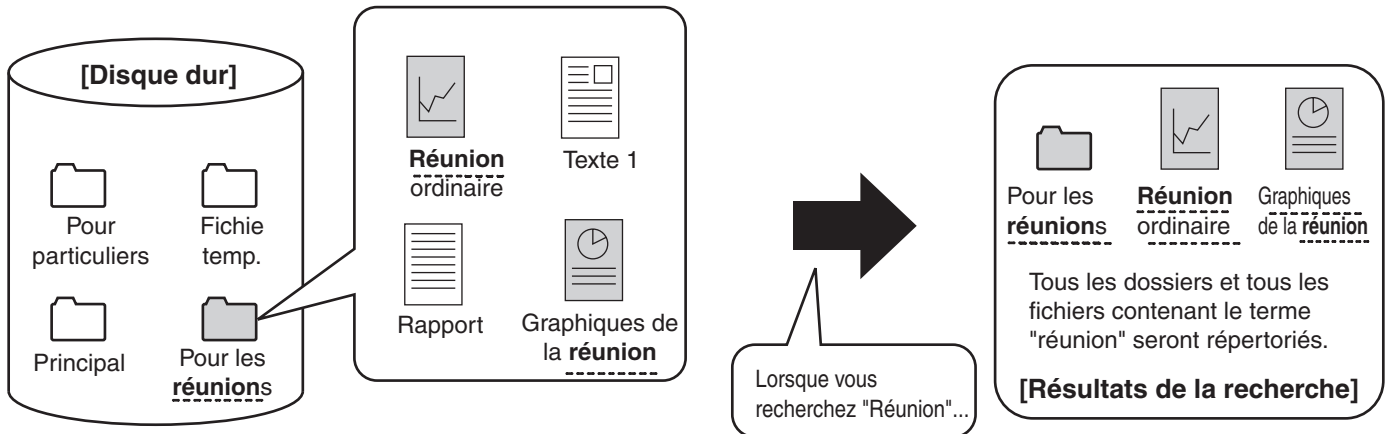 [Disque dur]
Pour
particuliers
Fichie
temp.
Principal
Pour les
réunions
Réunion
ordinaire
Texte 1
Rapport
Graphiques de
la réunion
Lorsque vous
recherchez "Réunion"...
Pour les
réunions
Réunion
ordinaire
Graphiques
de la réunion
Tous les dossiers et tous les
fichiers contenant le terme
"réunion" seront répertoriés.
[Résultats de la recherche]